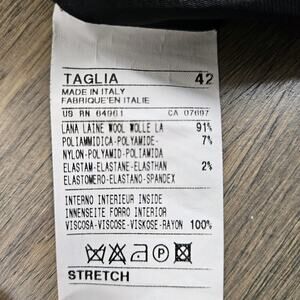 TAGLIA 42
MADE IN ITALY
FABRIQUE'EN ITALIE
US RN 64961 CA 07697
LANA LAINE WOOL WOLLE LA 91%
POLIAMMIDICA-POLYAMIDE- 7%
NYLON-POLYAMID-POLIAMIDA
ELASTAM-ELASTANE-ELASTHAN 2%
ELASTOMERO-ELASTANO-SPANDEX
INTERNO INTERIEUR INSIDE
INNENSEITE FORRO INTERIOR
VISCOSA-VISCOSE-VISKOSE-RAYON 100%
P
STRETCH